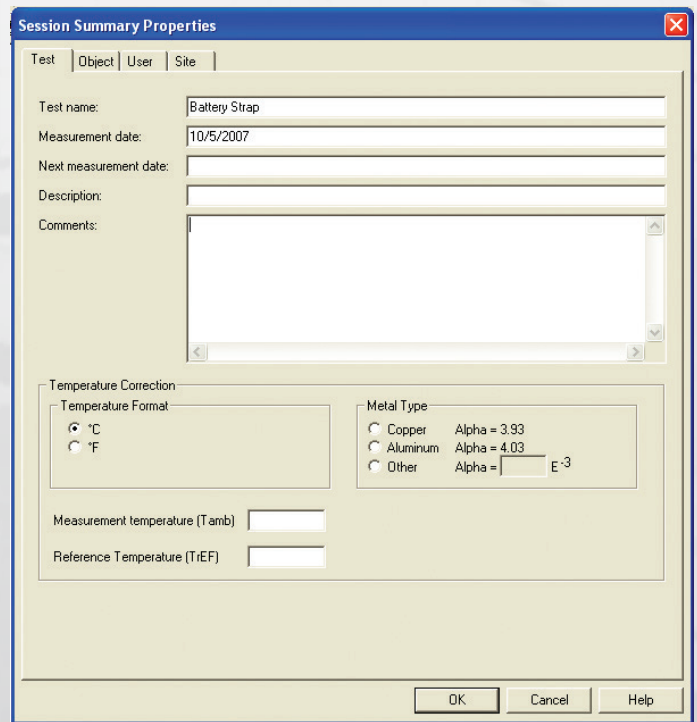 Session Summary Properties
Test Object User Site
Test name: Battery Strap
Measurement date: 10/5/2007
Next measurement date:
Description:
Comments:
Temperature Correction
Temperature Format
°C
°F
Metal Type
Copper Alpha = 3.93
Aluminum Alpha = 4.03
Other Alpha = E-3
Measurement temperature (Tamb)
Reference Temperature (TrEF)
OK Cancel Help